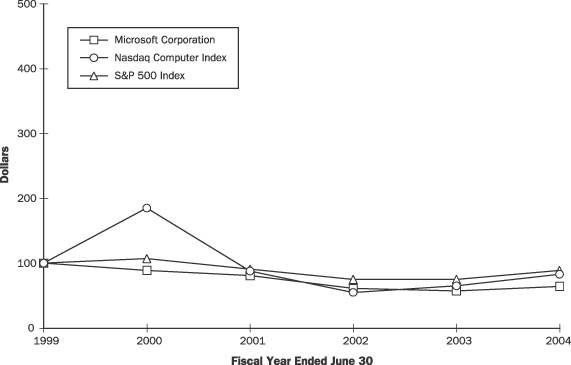 500
400
300
200
100
0
Dollars
Microsoft Corporation
Nasdaq Computer Index
S&P 500 Index
1999 2000 2001 2002 2003 2004
Fiscal Year Ended June 30